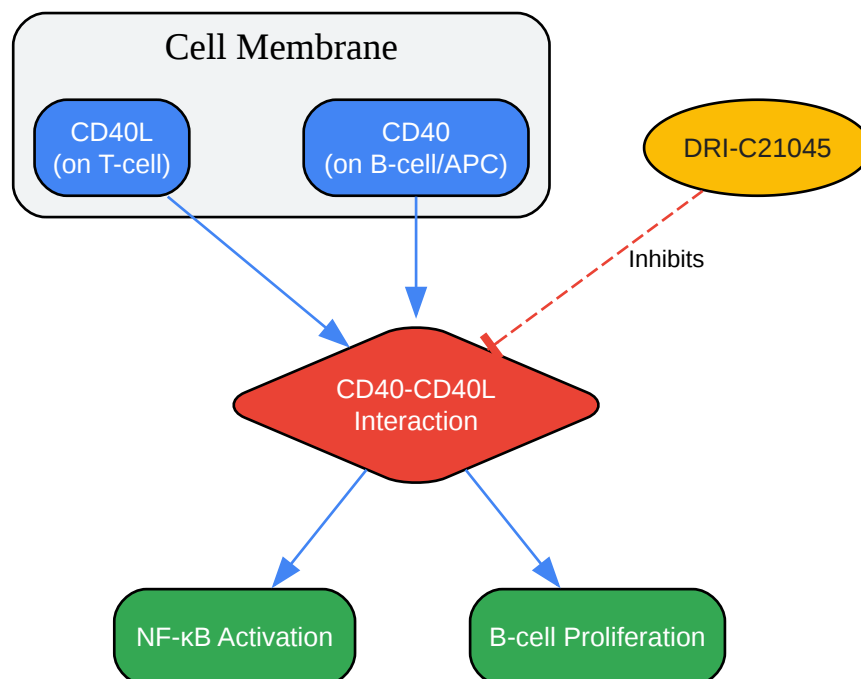 Cell Membrane
CD40L
(on T-cell)
CD40
(on B-cell/APC)
DRI-C21045
Inhibits
CD40-CD40L
Interaction
NF-κB Activation
B-cell Proliferation